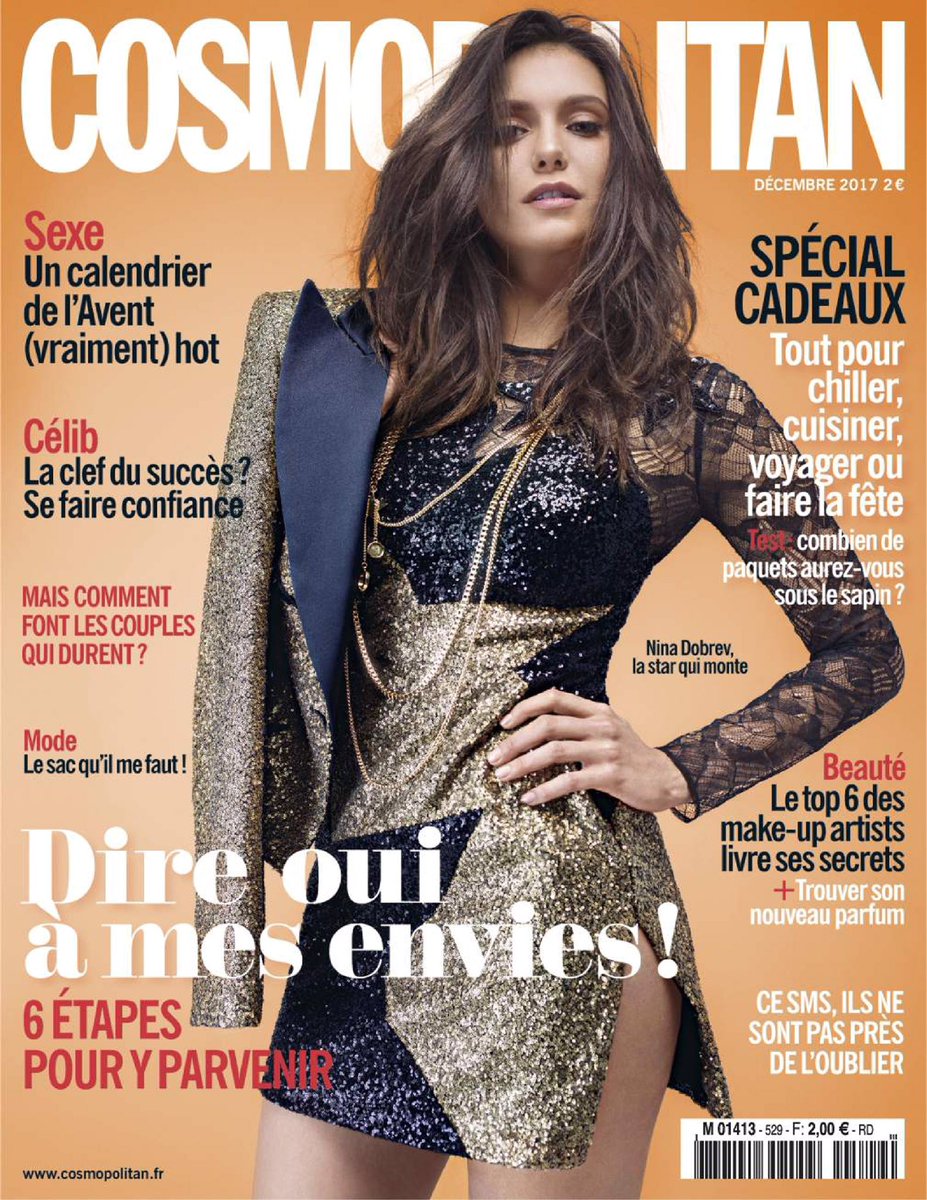 COSMOPOLITAN
DÉCEMBRE 2017 2 €
Sexe
Un calendrier
de l'Avent
(vraiment) hot
Célib
La clef du succès ?
Se faire confiance
MAIS COMMENT
FONT LES COUPLES
QUI DURENT ?
Mode
Le sac qu'il me faut !
SPÉCIAL
CADEAUX
Tout pour
chiller,
cuisiner,
voyager ou
faire la fête
Test combien de
paquets aurez-vous
sous le sapin ?
Nina Dobrev,
la star qui monte
Beauté
Le top 6 des
make-up artists
livre ses secrets
+Trouver son
nouveau parfum
Dire oui
à mes envies !
6 ÉTAPES
POUR Y PARVENIR
CE SMS, ILS NE
SONT PAS PRÈS
DE L'OUBLIER
M 01413 - 529 - F: 2,00 € - RD
www.cosmopolitan.fr